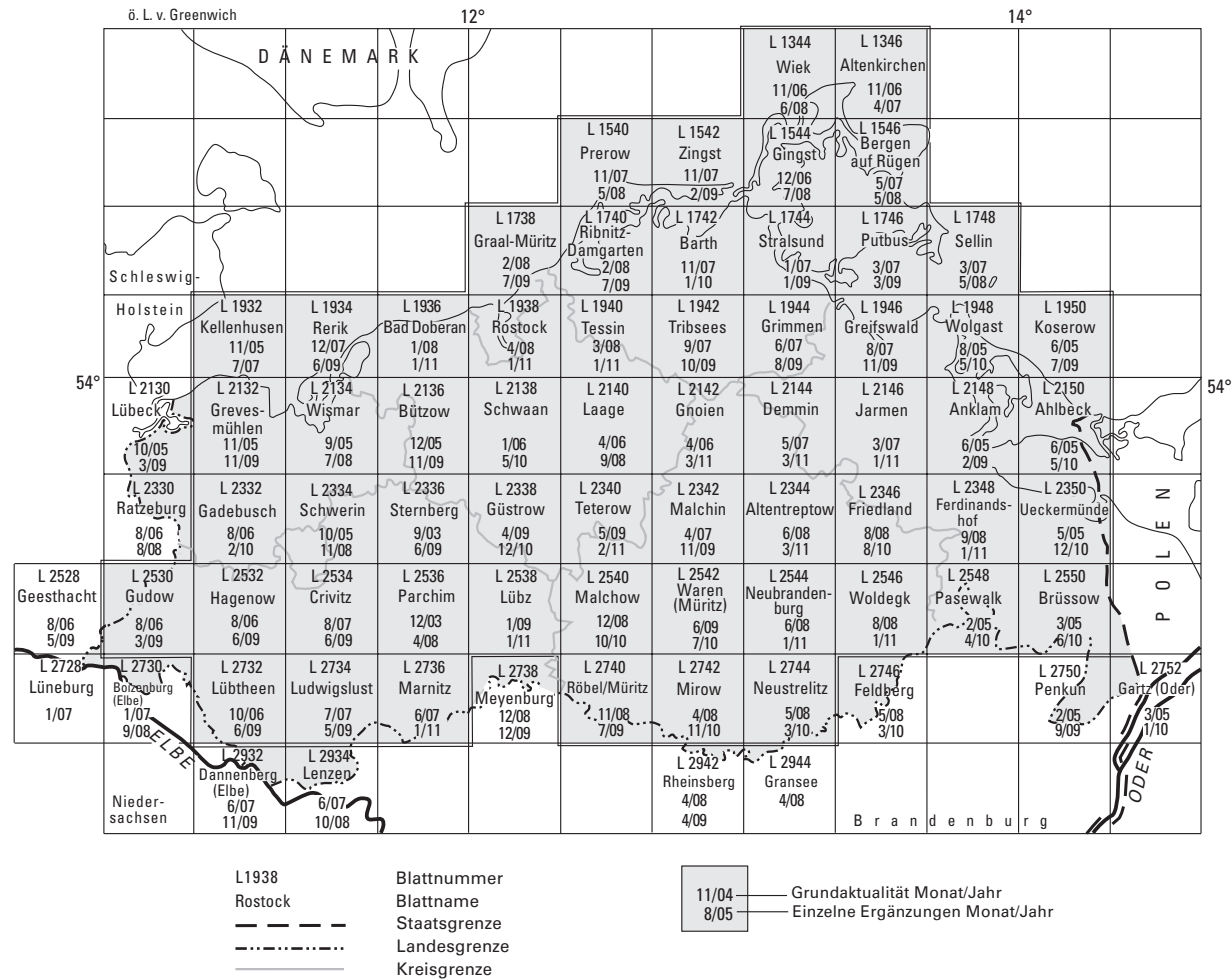 ö. L. v. Greenwich
12°
14°
DÄNEMARK
L 1344
Wiek
11/06
6/08
L 1346
Altenkirchen
11/06
4/07
L 1540
Prerow
11/07
5/08
L 1542
Zingst
11/07
2/09
L 1544
Gingst
12/06
7/08
L 1546
Bergen
auf Rügen
5/07
5/08
Schleswig-
Holstein
L 1738
Graal-Müritz
2/08
7/09
L 1740
Ribnitz-
Damgarten
2/08
7/09
L 1742
Barth
11/07
1/10
L 1744
Stralsund
1/07
1/09
L 1746
Putbus
3/07
3/09
L 1748
Sellin
3/07
5/08
L 1932
Kellenhusen
11/05
7/07
L 1934
Rerik
12/07
6/09
L 1936
Bad Doberan
1/08
1/11
L 1938
Rostock
4/08
1/11
L 1940
Tessin
3/08
1/11
L 1942
Tribsees
9/07
10/09
L 1944
Grimmen
6/07
8/09
L 1946
Greifswald
8/07
11/09
L 1948
Wolgast
8/05
5/10
L 1950
Koserow
6/05
7/09
54°
54°
L 2130
Lübeck
10/05
3/09
L 2132
Greves-
mühlen
11/05
11/09
L 2134
Wismar
9/05
7/08
L 2136
Bützow
12/05
11/09
L 2138
Schwaan
1/06
5/10
L 2140
Laage
4/06
9/08
L 2142
Gnoien
4/06
3/11
L 2144
Demmin
5/07
3/11
L 2146
Jarmen
3/07
1/11
L 2148
Anklam
6/05
2/09
L 2150
Ahlbeck
6/05
5/10
L 2330
Ratzeburg
8/06
8/08
L 2332
Gadebusch
8/06
2/10
L 2334
Schwerin
10/05
11/08
L 2336
Sternberg
9/03
6/09
L 2338
Güstrow
4/09
12/10
L 2340
Teterow
5/09
2/11
L 2342
Malchin
4/07
11/09
L 2344
Altentreptow
6/08
3/11
L 2346
Friedland
8/08
8/10
L 2348
Ferdinands-
hof
9/08
1/11
L 2350
Ueckermünde
5/05
12/10
POLEN
L 2528
Geesthacht
8/06
5/09
L 2530
Gudow
8/06
3/09
L 2532
Hagenow
8/06
6/09
L 2534
Crivitz
8/07
6/09
L 2536
Parchim
12/03
4/08
L 2538
Lübz
1/09
1/11
L 2540
Malchow
12/08
10/10
L 2542
Waren
(Müritz)
6/09
7/10
L 2544
Neubranden-
burg
6/08
1/11
L 2546
Woldegk
8/08
1/11
L 2548
Pasewalk
2/05
4/10
L 2550
Brüssow
3/05
6/10
L 2728
Lüneburg
1/07
L 2730
Boizenburg
(Elbe)
1/07
9/08
L 2732
Lübtheen
10/06
6/09
L 2734
Ludwigslust
7/07
5/09
L 2736
Marnitz
6/07
1/11
L 2738
Meyenburg
12/08
12/09
L 2740
Röbel/Müritz
11/08
7/09
L 2742
Mirow
4/08
11/10
L 2744
Neustrelitz
5/08
3/10
L 2746
Feldberg
5/08
3/10
L 2750
Penkun
2/05
9/09
L 2752
Gartz (Oder)
3/05
1/10
ELBE
ODER
Nieder-
sachsen
L 2932
Dannenberg
(Elbe)
6/07
11/09
L 2934
Lenzen
6/07
10/08
L 2942
Rheinsberg
4/08
4/09
L 2944
Gransee
4/08
Brandenburg
L1938 Blattnummer
Rostock Blattname
Staatsgrenze
Landesgrenze
Kreisgrenze
11/04 Grundaktualität Monat/Jahr
8/05 Einzelne Ergänzungen Monat/Jahr